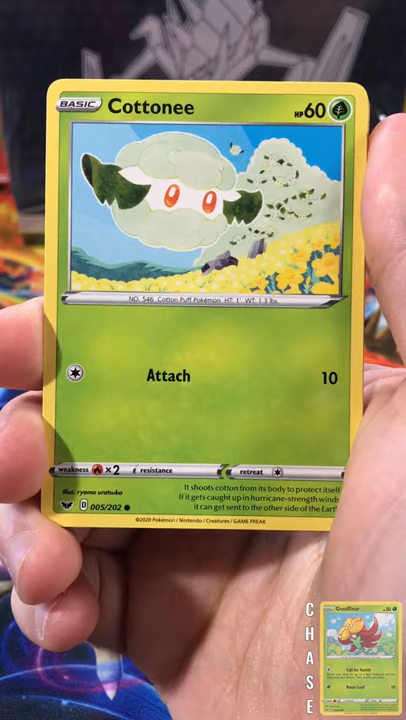 BASIC Cottonee HP60
NO. 546 Cotton Puff Pokémon HT: 1' WT: 1.3 lbs.
Attach 10
weakness ×2 resistance retreat
It shoots cotton from its body to protect itself
If it gets caught up in hurricane-strength winds
it can get sent to the other side of the Earth
illus. ryoma uratsuka
D 005/202
©2020 Pokémon / Nintendo / Creatures / GAME FREAK
CHASE
Gossifleur
50
Call for Family